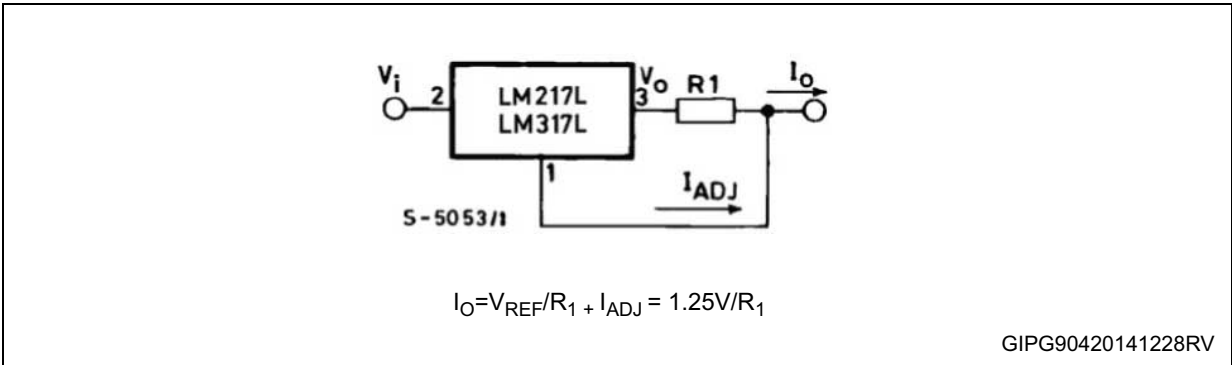 Vi
2
LM217L
LM317L
Vo
3
R1
IO
1
IADJ
S-5053/1
IO=VREF/R1 + IADJ = 1.25V/R1
GIPG90420141228RV